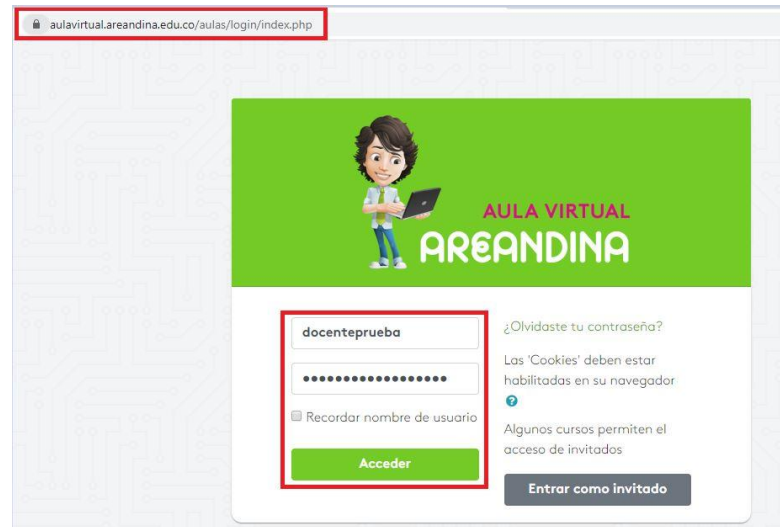 aulavirtual.areandina.edu.co/aulas/login/index.php
AULA VIRTUAL
AREANDINA
docenteprueba
••••••••••••••••••
Recordar nombre de usuario
Acceder
¿Olvidaste tu contraseña?
Las 'Cookies' deben estar
habilitadas en su navegador
Algunos cursos permiten el
acceso de invitados
Entrar como invitado